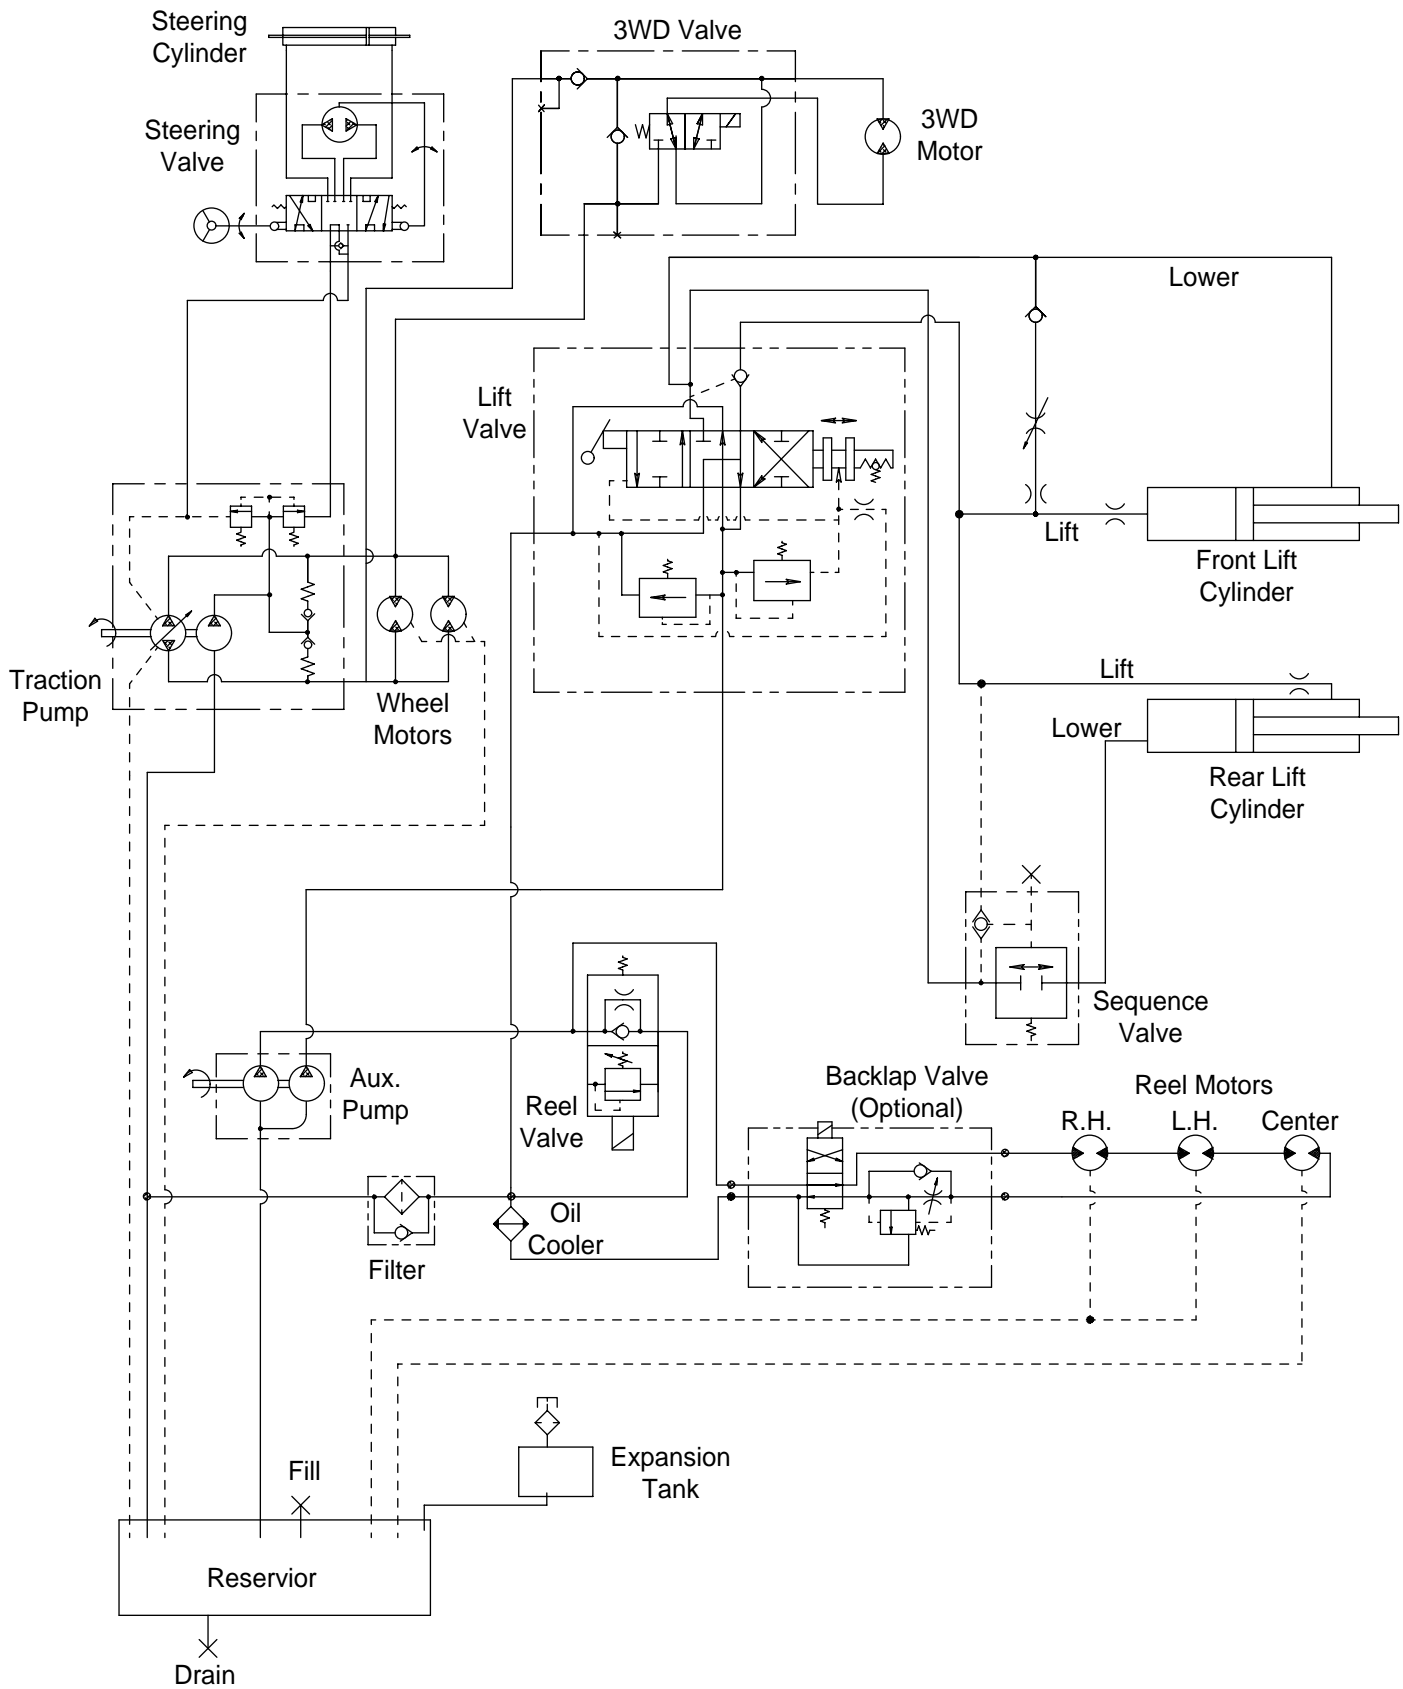 Steering
Cylinder
3WD Valve
Steering
Valve
3WD
Motor
Lower
Lift
Valve
Lift
Front Lift
Cylinder
Traction
Pump
Wheel
Motors
Lift
Lower
Rear Lift
Cylinder
Sequence
Valve
Aux.
Pump
Reel
Valve
Backlap Valve
(Optional)
Reel Motors
R.H.
L.H.
Center
Oil
Cooler
Filter
Expansion
Tank
Fill
Reservior
Drain